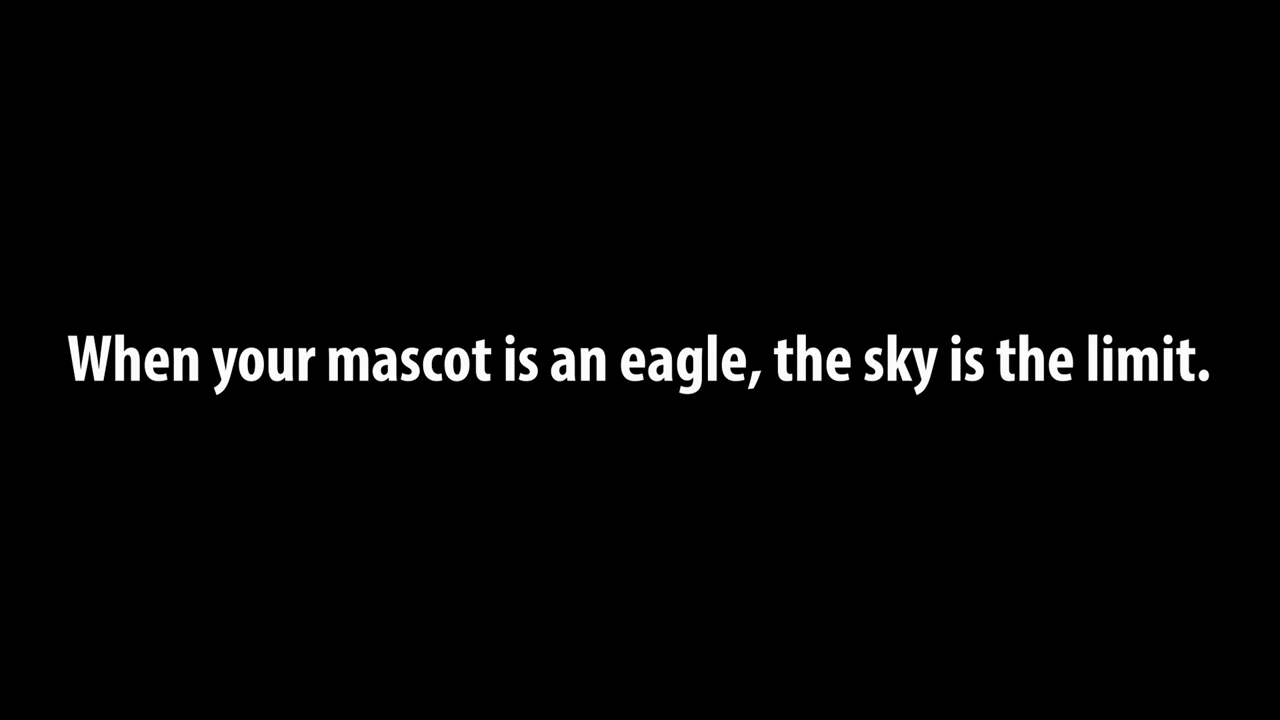 When your mascot is an eagle, the sky is the limit.